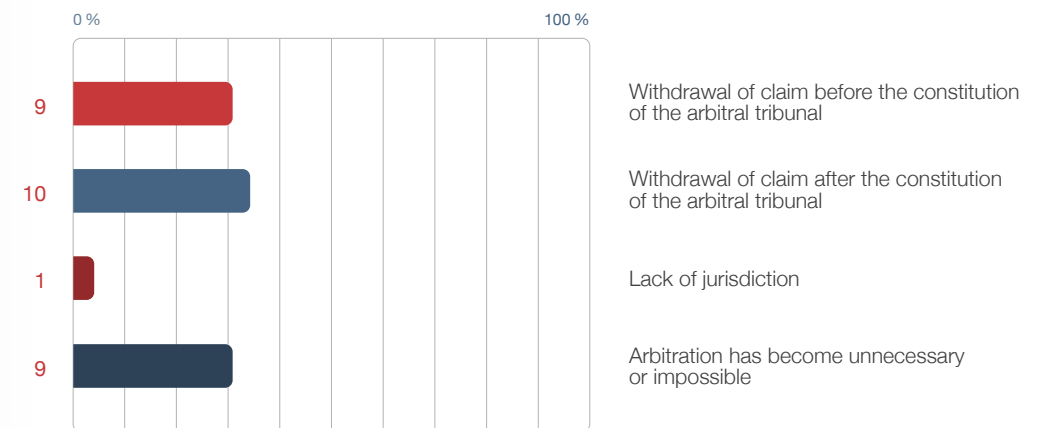 0 % 100 %
9 Withdrawal of claim before the constitution
of the arbitral tribunal
10 Withdrawal of claim after the constitution
of the arbitral tribunal
1 Lack of jurisdiction
9 Arbitration has become unnecessary
or impossible